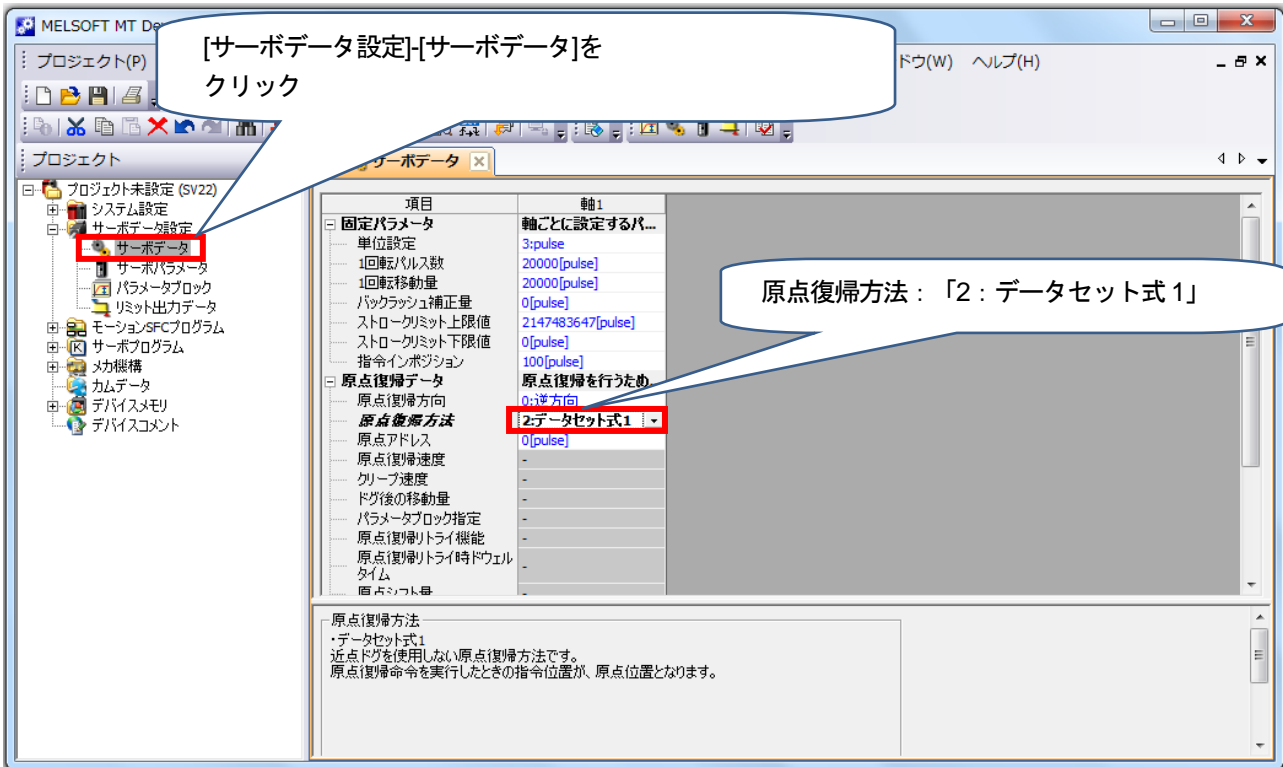 MELSOFT MT De
[サーボデータ設定]-[サーボデータ]を
クリック
プロジェクト(P)
ドウ(W) ヘルプ(H)
プロジェクト
サーボデータ
プロジェクト未設定 (SV22)
システム設定
サーボデータ設定
サーボデータ
サーボパラメータ
パラメータブロック
リミット出力データ
モーションSFCプログラム
サーボプログラム
メカ機構
カムデータ
デバイスメモリ
デバイスコメント
項目 軸1
固定パラメータ 軸ごとに設定するパ...
単位設定 3:pulse
1回転パルス数 20000[pulse]
1回転移動量 20000[pulse]
バックラッシュ補正量 0[pulse]
ストロークリミット上限値 2147483647[pulse]
ストロークリミット下限値 0[pulse]
指令インポジション 100[pulse]
原点復帰データ 原点復帰を行うため
原点復帰方向 0:逆方向
原点復帰方法 2:データセット式1
原点アドレス 0[pulse]
原点復帰速度 -
クリープ速度 -
ドグ後の移動量 -
パラメータブロック指定 -
原点復帰リトライ機能 -
原点復帰リトライ時ドウェル
タイム -
原点シフト量 -
原点復帰方法：「2：データセット式 1」
原点復帰方法
・データセット式1
近点ドグを使用しない原点復帰方法です。
原点復帰命令を実行したときの指令位置が、原点位置となります。